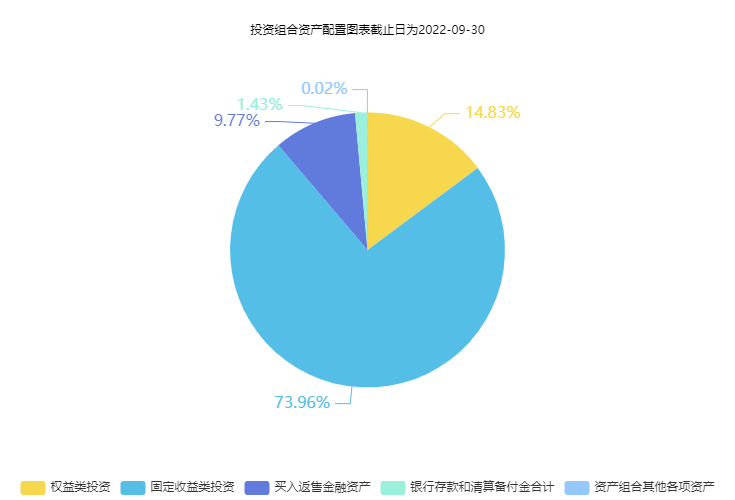 投资组合资产配置图表截止日为2022-09-30
0.02%
1.43%
14.83%
9.77%
73.96%
权益类投资 固定收益类投资 买入返售金融资产 银行存款和清算备付金合计 资产组合其他各项资产